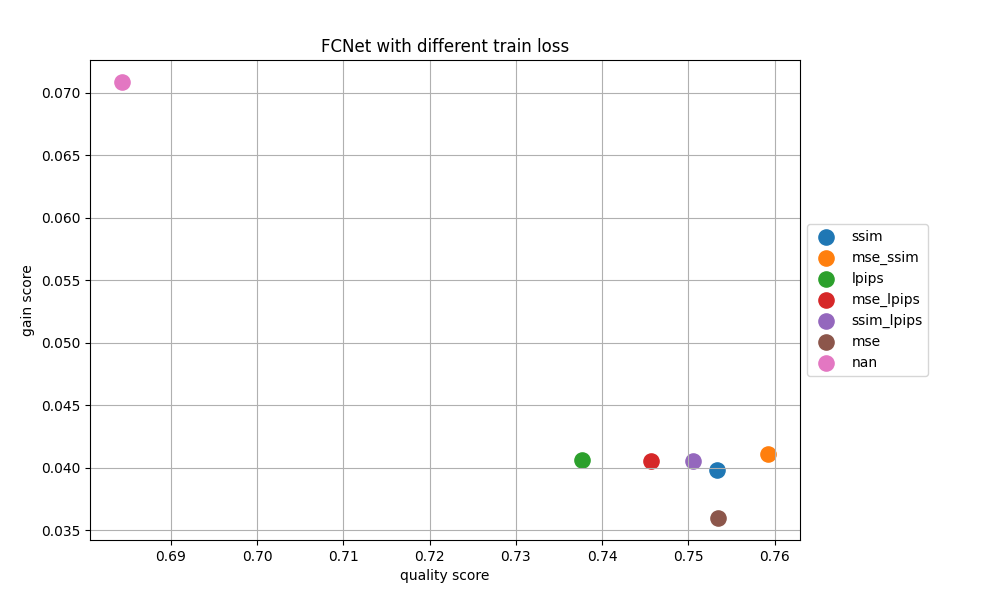 FCNet with different train loss
gain score
0.070
0.065
0.060
0.055
0.050
0.045
0.040
0.035
0.69 0.70 0.71 0.72 0.73 0.74 0.75 0.76
quality score
ssim
mse_ssim
lpips
mse_lpips
ssim_lpips
mse
nan